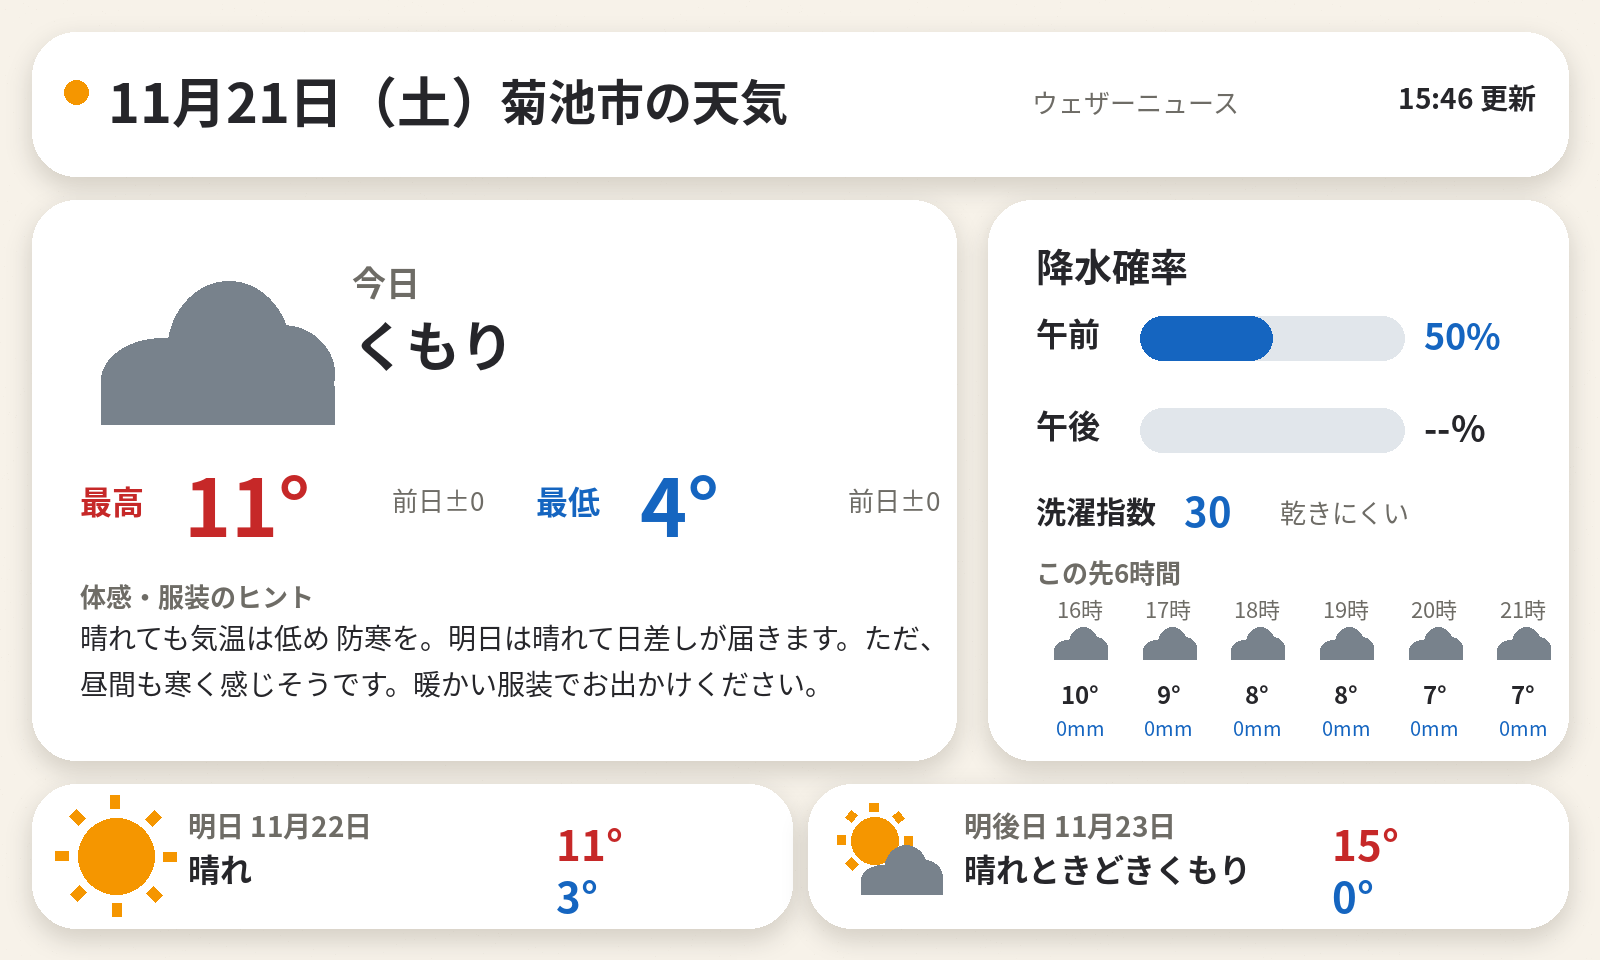 11月21日（土）菊池市の天気
ウェザーニュース
15:46 更新
今日
くもり
最高 11° 前日±0 最低 4° 前日±0
体感・服装のヒント
晴れても気温は低め 防寒を。明日は晴れて日差しが届きます。ただ、
昼間も寒く感じそうです。暖かい服装でお出かけください。
降水確率
午前 50%
午後 --%
洗濯指数 30 乾きにくい
この先6時間
16時 17時 18時 19時 20時 21時
10° 9° 8° 8° 7° 7°
0mm 0mm 0mm 0mm 0mm 0mm
明日 11月22日
晴れ
11°
3°
明後日 11月23日
晴れときどきくもり
15°
0°